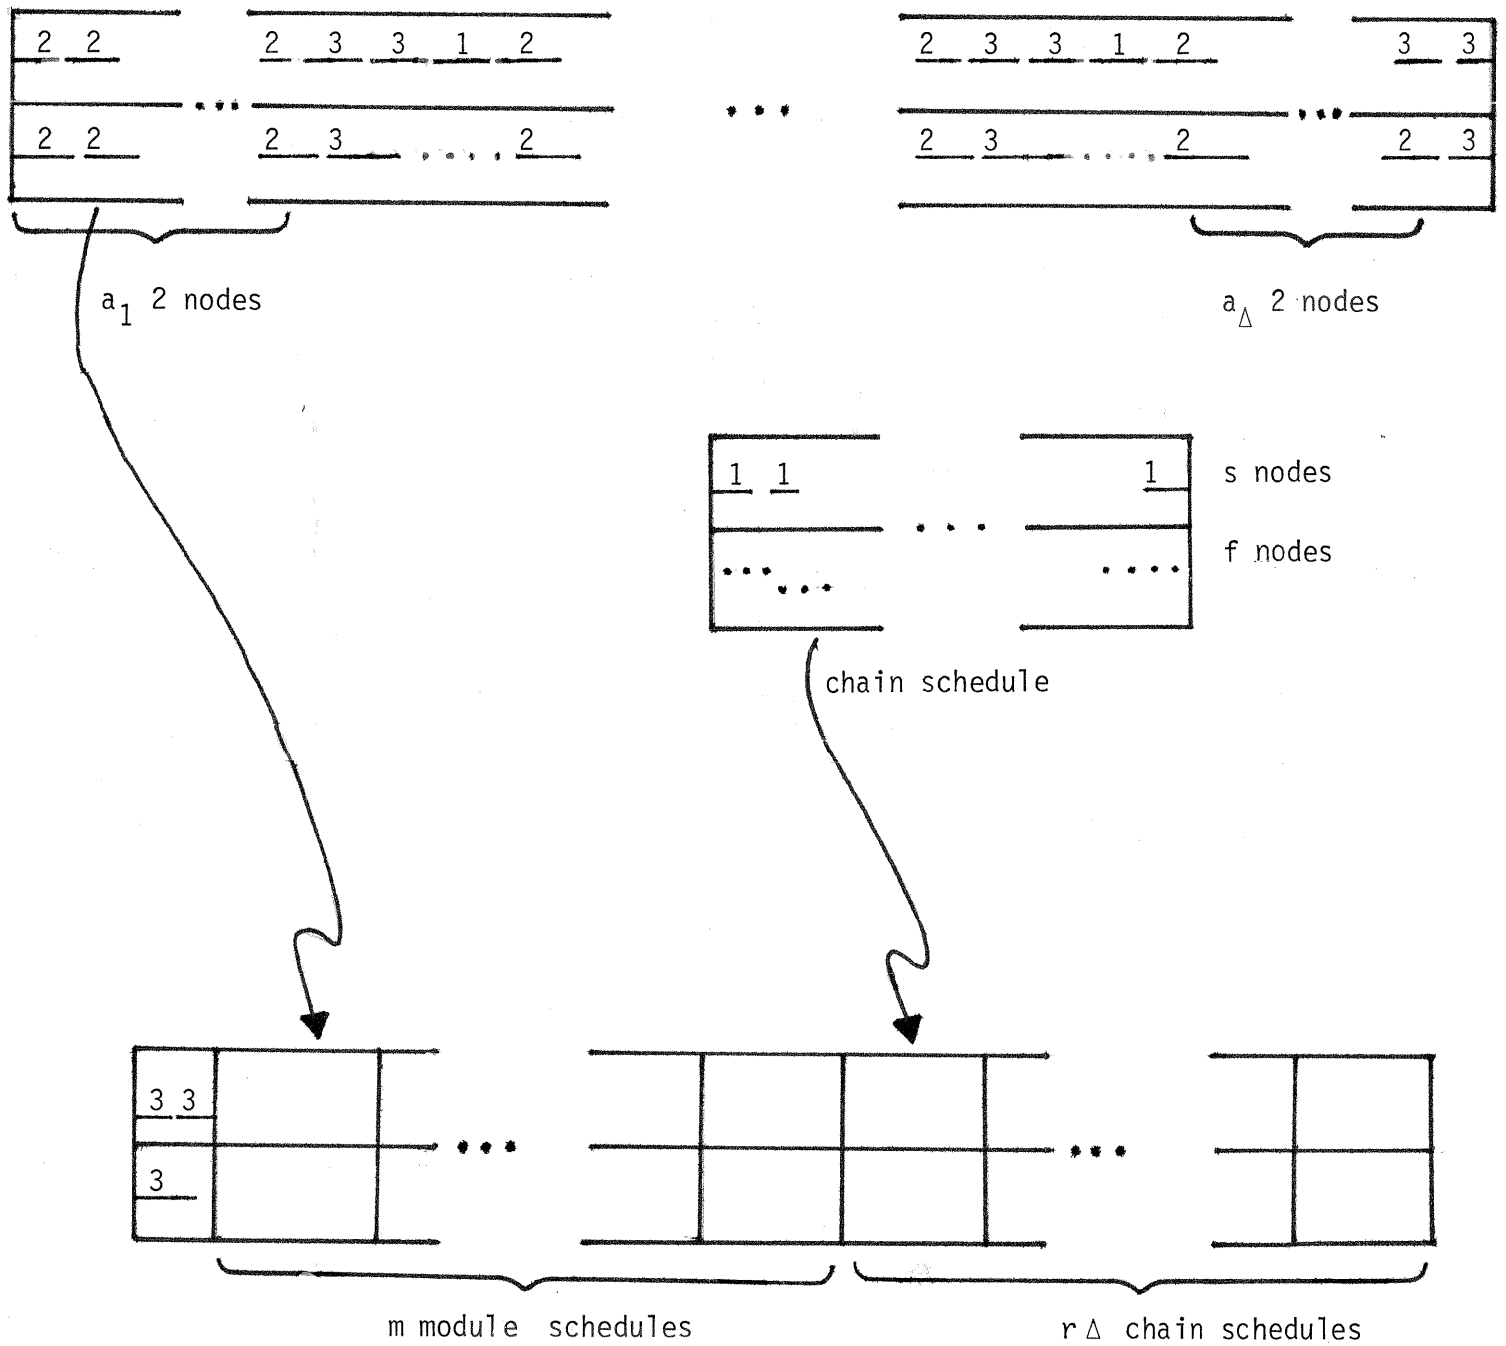 2 2 2 3 3 1 2 2 3 3 1 2 3 3
2 2 2 3 2 2 3 2 2 3
a1 2 nodes
aΔ 2 nodes
1 1 1 s nodes
f nodes
chain schedule
3 3
3
m module schedules
r Δ chain schedules